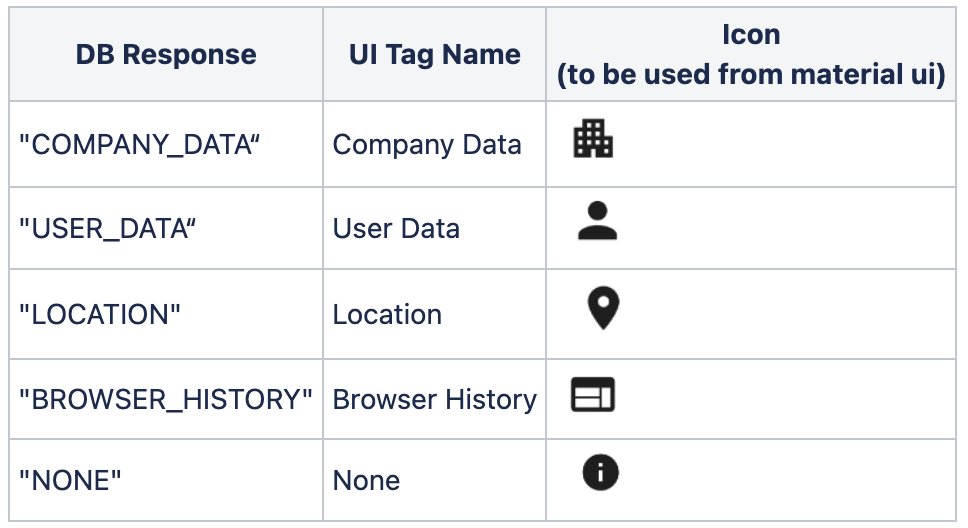 DB Response
UI Tag Name
Icon
(to be used from material ui)
"COMPANY_DATA“
Company Data
"USER_DATA“
User Data
"LOCATION"
Location
"BROWSER_HISTORY"
Browser History
"NONE"
None